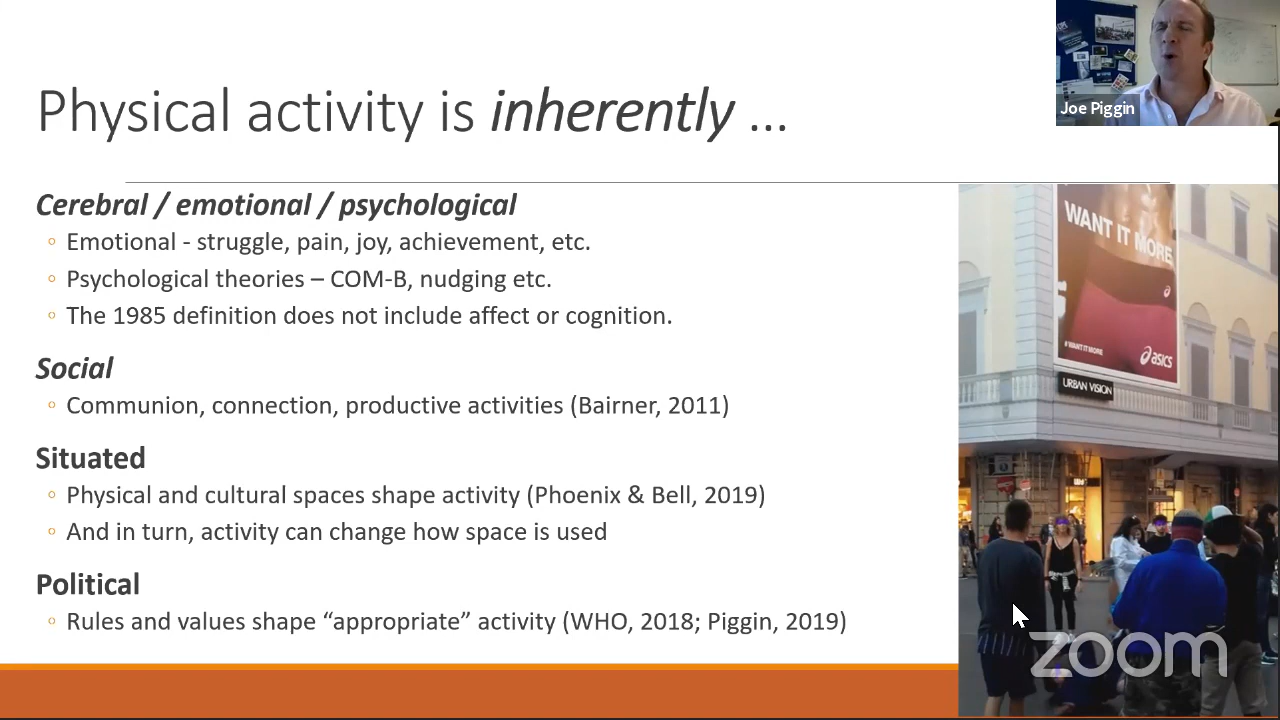 Physical activity is inherently ...
Joe Piggin
Cerebral / emotional / psychological
Emotional - struggle, pain, joy, achievement, etc.
Psychological theories – COM-B, nudging etc.
The 1985 definition does not include affect or cognition.
Social
Communion, connection, productive activities (Bairner, 2011)
Situated
Physical and cultural spaces shape activity (Phoenix & Bell, 2019)
And in turn, activity can change how space is used
Political
Rules and values shape “appropriate” activity (WHO, 2018; Piggin, 2019)
WANT IT MORE
#WANT IT MORE
asics
URBAN VISION
zoom